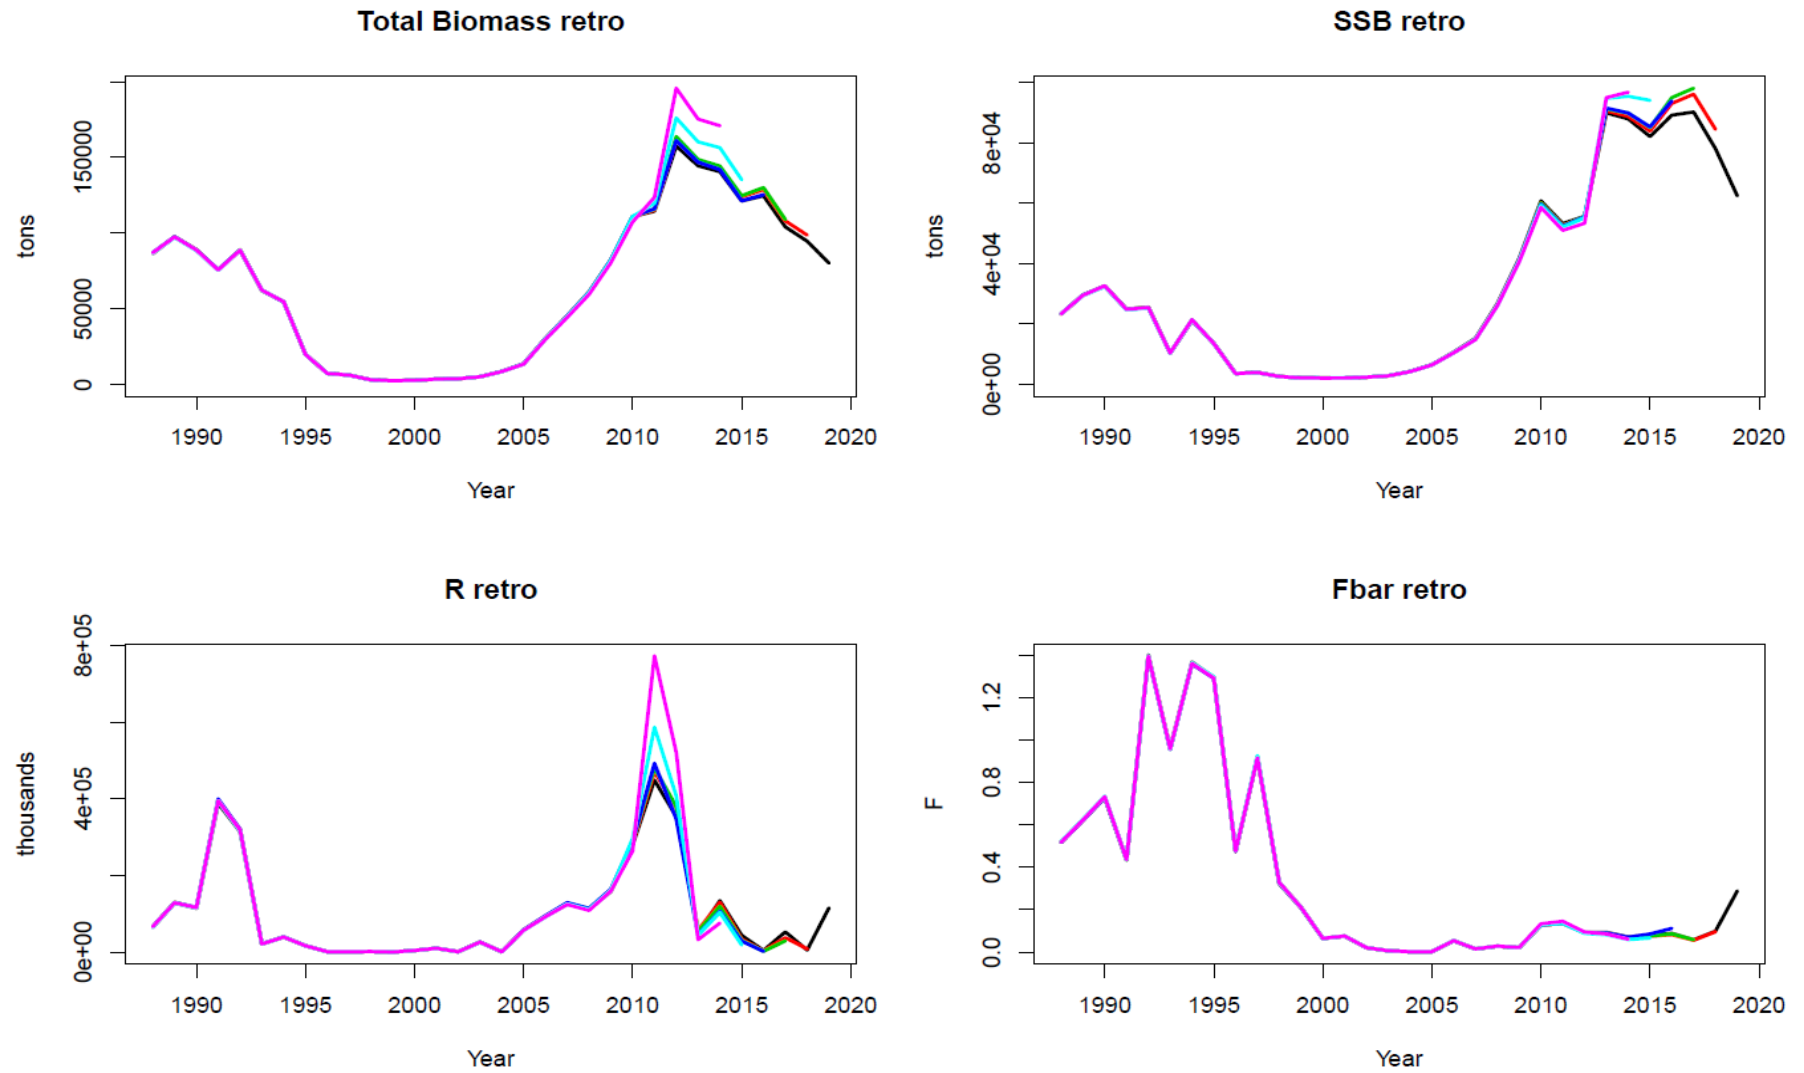 Total Biomass retro
tons
0
50000
150000
1990 1995 2000 2005 2010 2015 2020
Year
SSB retro
tons
0e+00
4e+04
8e+04
1990 1995 2000 2005 2010 2015 2020
Year
R retro
thousands
0e+00
4e+05
8e+05
1990 1995 2000 2005 2010 2015 2020
Year
Fbar retro
F
0.0
0.4
0.8
1.2
1990 1995 2000 2005 2010 2015 2020
Year